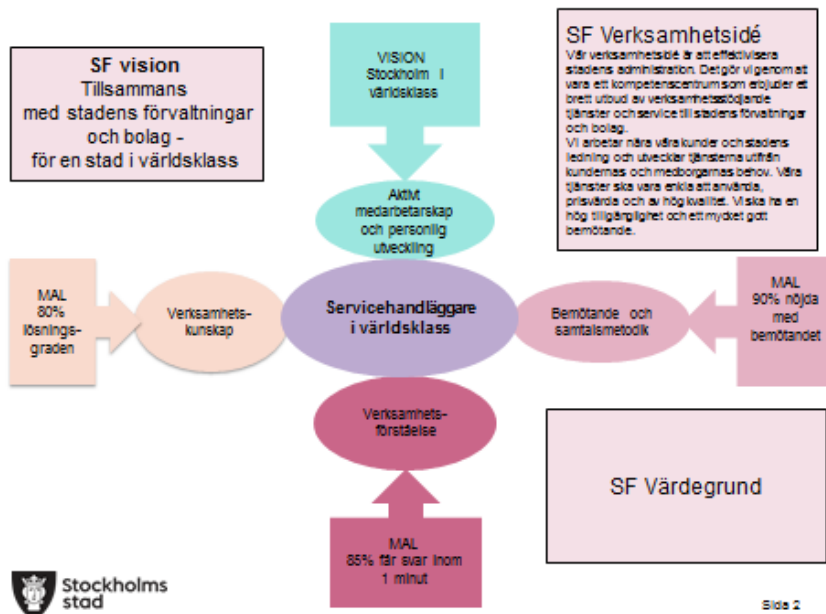 SF vision
Tillsammans
med stadens förvaltningar
och bolag -
för en stad i världsklass
VISION
Stockholm i
världsklass
SF Verksamhetsidé
Vår verksamhetsidé är att effektivisera
stadens administration. Det gör vi genom att
vara ett kompetenscentrum som erbjuder ett
brett utbud av verksamhetsstödjande
tjänster och service till stadens förvaltningar
och bolag.
Vi arbetar nära våra kunder och stadens
ledning och utvecklar tjänsterna utifrån
kundernas och medborgarnas behov. Våra
tjänster ska vara enkla att använda,
prisvärda och av hög kvalitet. Vi ska ha en
hög tillgänglighet och ett mycket gott
bemötande.
Aktivt
medarbetarskap
och personlig
utveckling
MÅL
80%
lösnings-
graden
Verksamhets-
kunskap
Servicehandläggare
i världsklass
Bemötande och
samtalsmetodik
MÅL
90% nöjda
med
bemötandet
Verksamhets-
förståelse
MÅL
85% får svar inom
1 minut
SF Värdegrund
Stockholms
stad
Sida 2